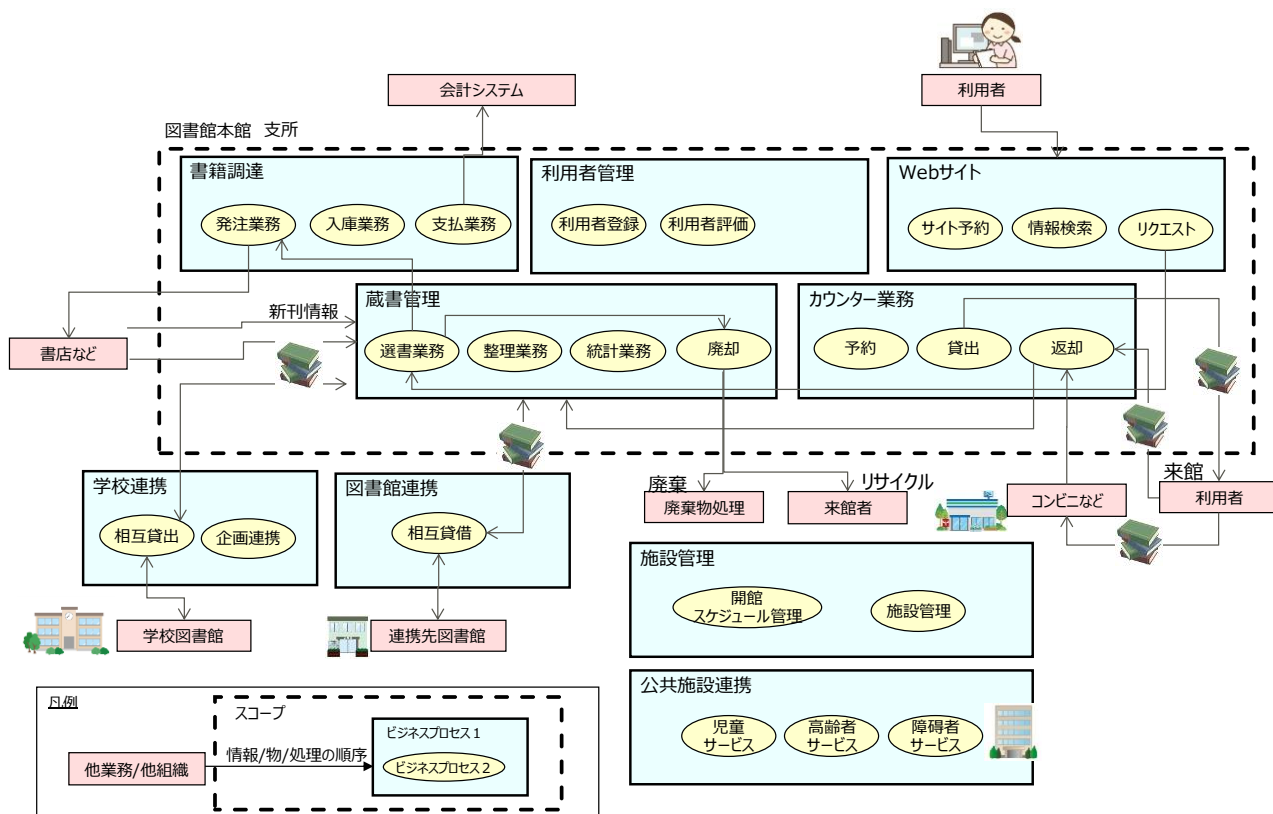 会計システム
利用者
図書館本館　支所
書籍調達
発注業務
入庫業務
支払業務
利用者管理
利用者登録
利用者評価
Webサイト
サイト予約
情報検索
リクエスト
新刊情報
書店など
蔵書管理
選書業務
整理業務
統計業務
廃却
カウンター業務
予約
貸出
返却
学校連携
相互貸出
企画連携
図書館連携
相互貸借
廃棄
廃棄物処理
リサイクル
来館者
コンビニなど
来館
利用者
学校図書館
連携先図書館
施設管理
開館
スケジュール管理
施設管理
公共施設連携
児童
サービス
高齢者
サービス
障碍者
サービス
凡例
スコープ
他業務/他組織
情報/物/処理の順序
ビジネスプロセス1
ビジネスプロセス2